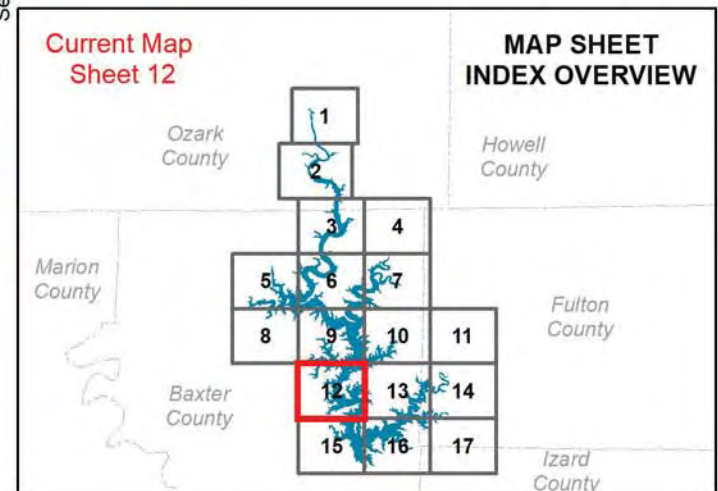 Current Map
Sheet 12
MAP SHEET
INDEX OVERVIEW
1
Ozark
County
Howell
County
2
3
4
Marion
County
5
6
7
Fulton
County
8
9
10
11
Baxter
County
12
13
14
15
16
17
Izard
County